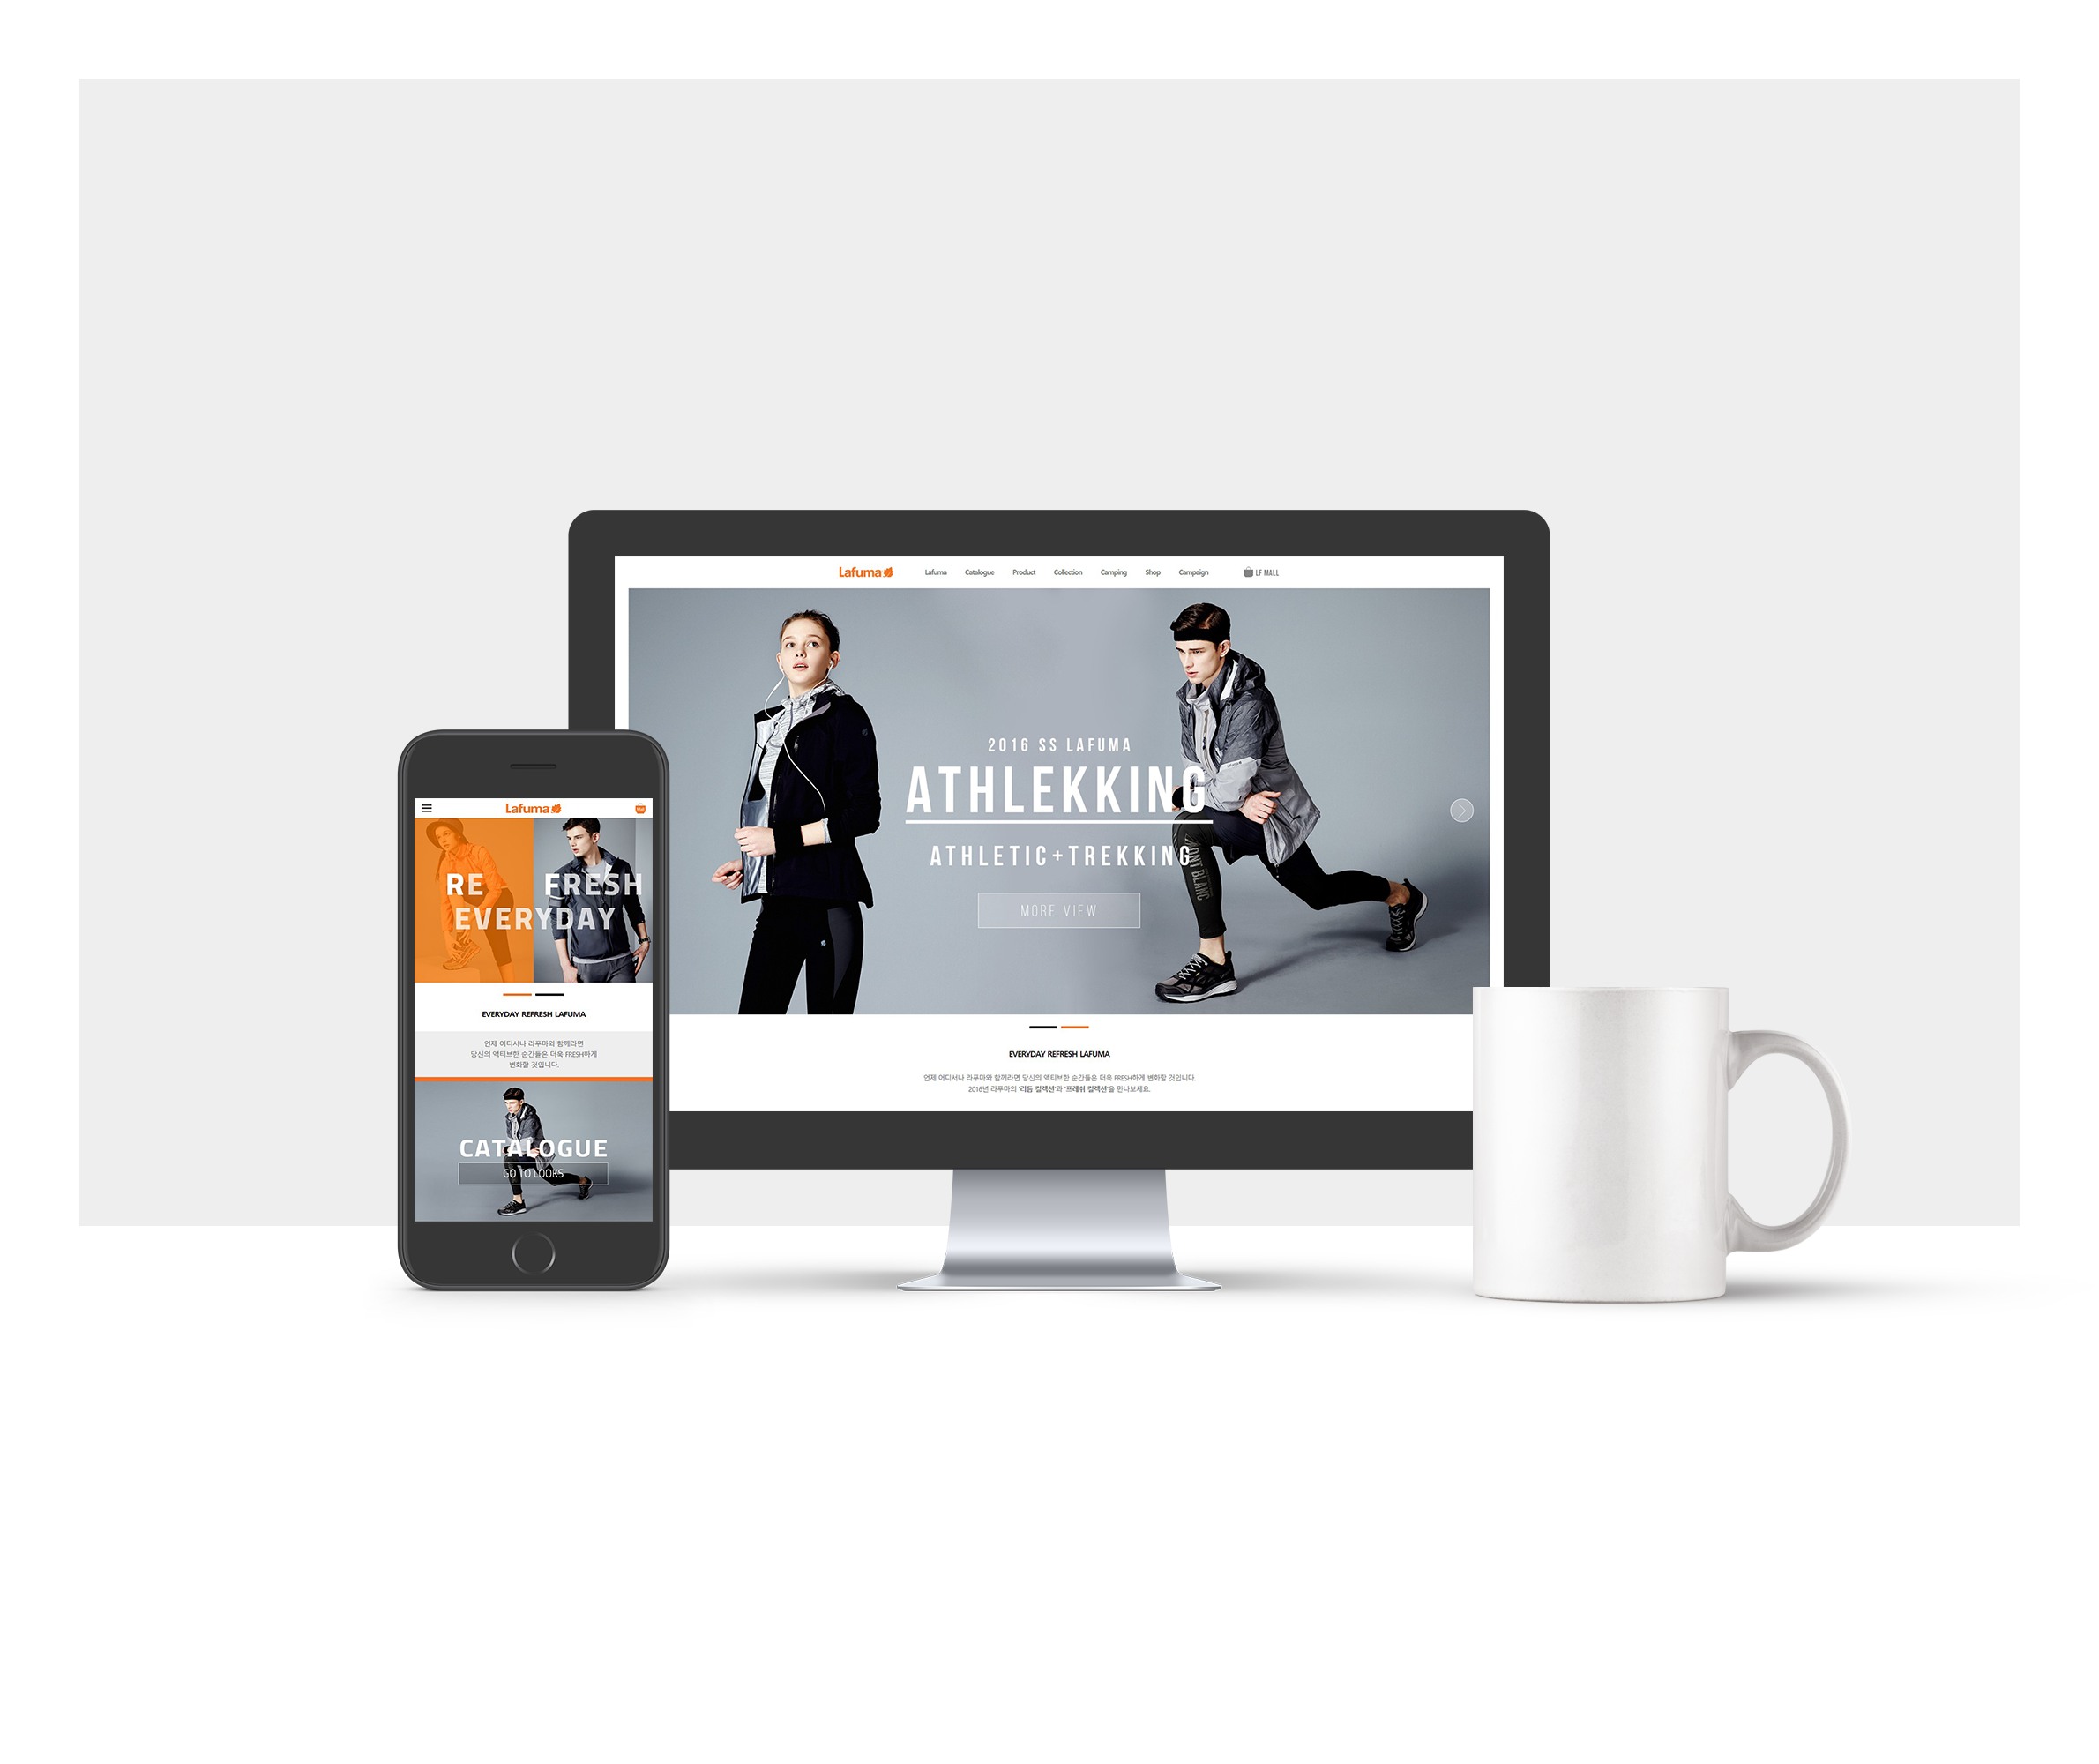 Lafuma
Lafuma Catalogue Product Collection Camping Shop Campaign LF MALL
2016 SS LAFUMA
ATHLEKKING
ATHLETIC+TREKKING
MONT BLANC
MORE VIEW
EVERYDAY REFRESH LAFUMA
언제 어디서나 라푸마와 함께라면 당신의 액티브한 순간들은 더욱 FRESH하게 변화할 것입니다.
2016년 라푸마의 '리듬 컬렉션'과 '프레쉬 컬렉션'을 만나보세요.
Lafuma
RE FRESH
EVERYDAY
EVERYDAY REFRESH LAFUMA
언제 어디서나 라푸마와 함께라면
당신의 액티브한 순간들은 더욱 FRESH하게
변화할 것입니다.
CATALOGUE
GO TO LOOKS